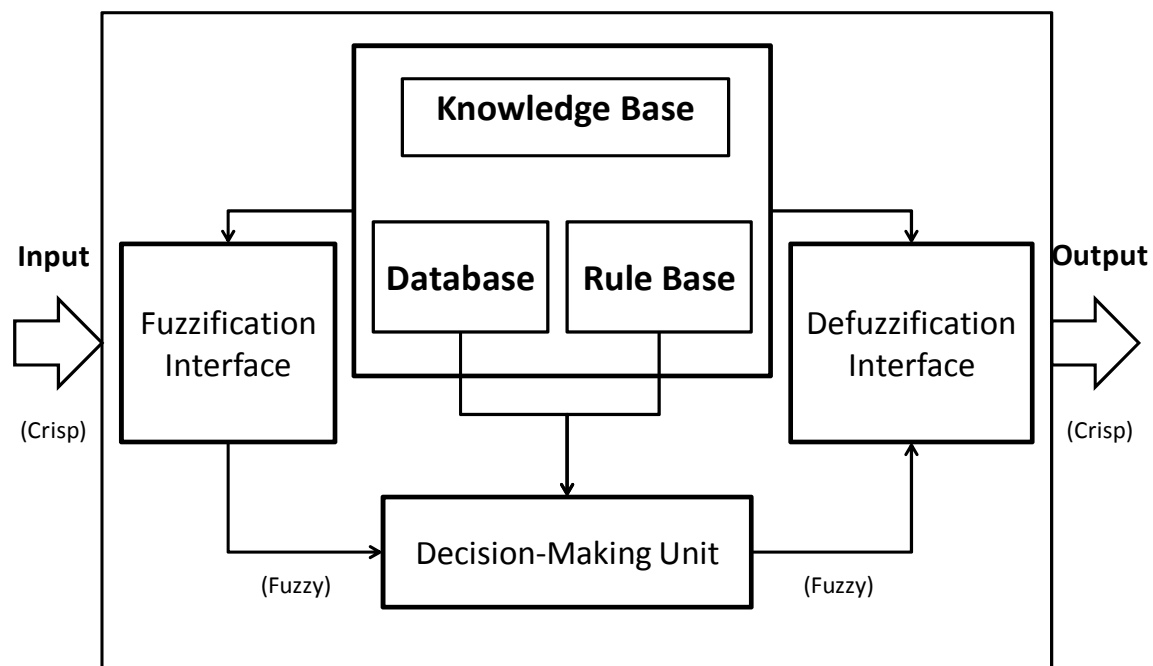 Knowledge Base
Input
Output
Database
Rule Base
Fuzzification
Interface
Defuzzification
Interface
(Crisp)
(Crisp)
Decision-Making Unit
(Fuzzy)
(Fuzzy)